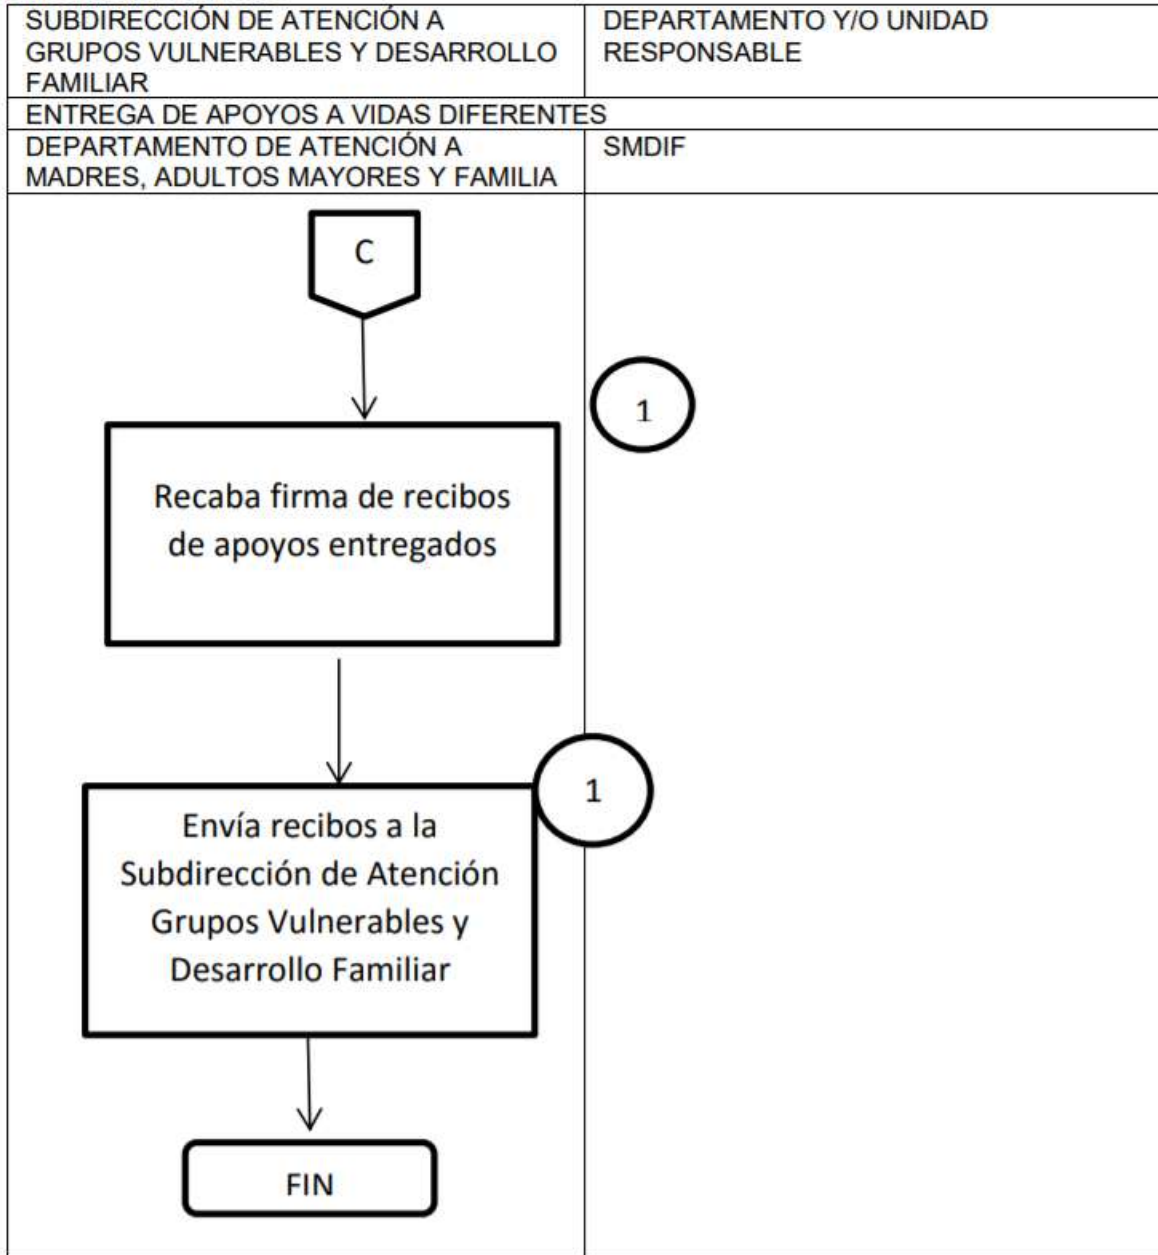 SUBDIRECCIÓN DE ATENCIÓN A
GRUPOS VULNERABLES Y DESARROLLO
FAMILIAR
DEPARTAMENTO Y/O UNIDAD
RESPONSABLE
ENTREGA DE APOYOS A VIDAS DIFERENTES
DEPARTAMENTO DE ATENCIÓN A
MADRES, ADULTOS MAYORES Y FAMILIA
SMDIF
C
1
Recaba firma de recibos
de apoyos entregados
1
Envía recibos a la
Subdirección de Atención
Grupos Vulnerables y
Desarrollo Familiar
FIN